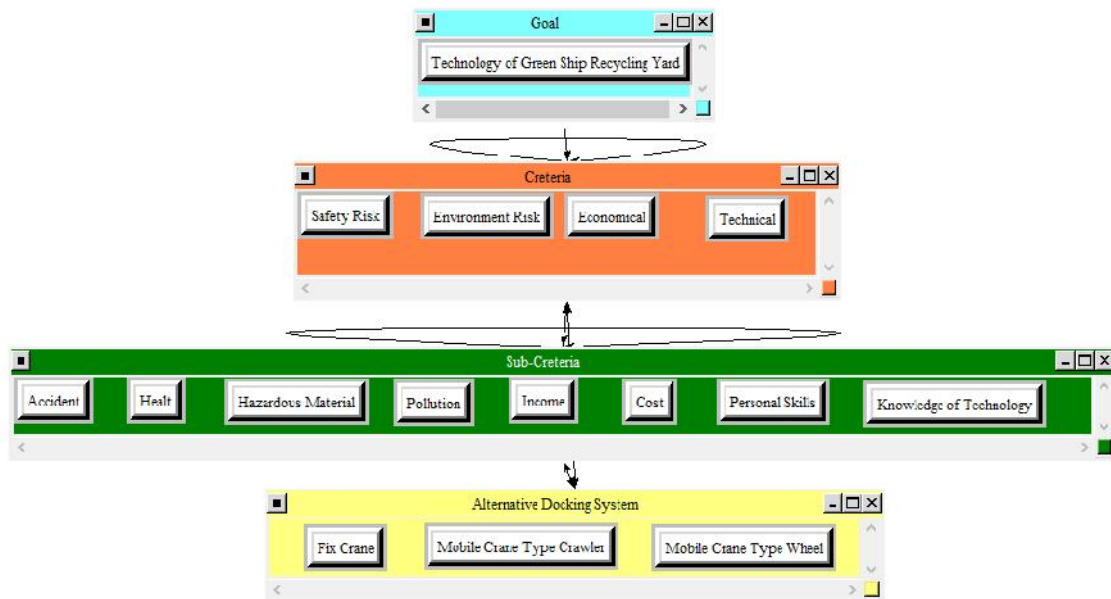 Goal
Technology of Green Ship Recycling Yard
Creteria
Safety Risk
Environment Risk
Economical
Technical
Sub-Creteria
Accident
Healt
Hazardous Material
Pollution
Income
Cost
Personal Skills
Knowledge of Technology
Alternative Docking System
Fix Crane
Mobile Crane Type Crawler
Mobile Crane Type Wheel